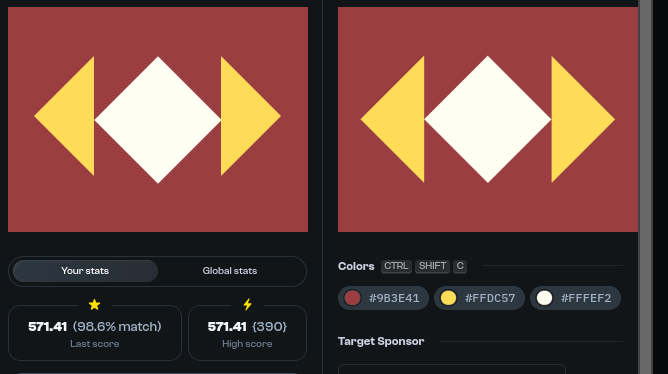 Your stats
Global stats
571.41 (98.6% match)
Last score
571.41 {390}
High score
Colors CTRL SHIFT C
#9B3E41
#FFDC57
#FFFEF2
Target Sponsor